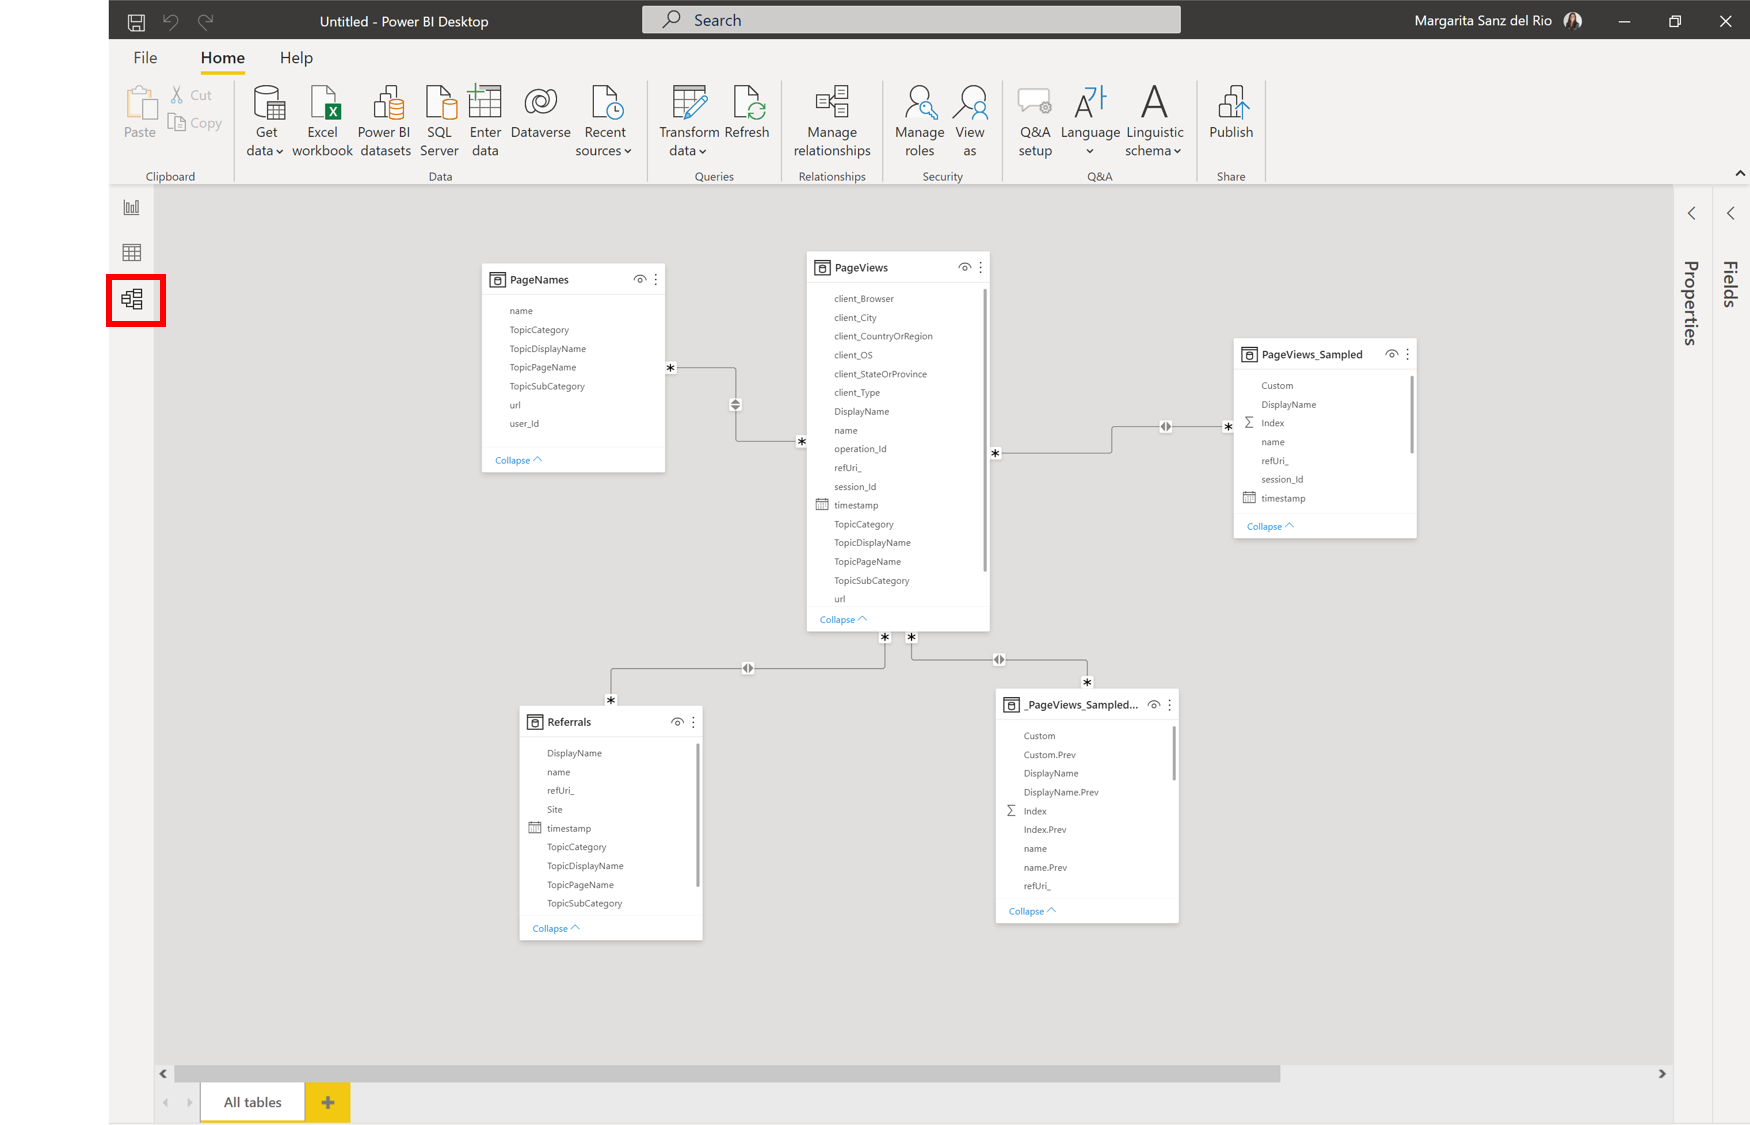 Untitled - Power BI Desktop
Search
Margarita Sanz del Rio
File
Home
Help
Paste
Cut
Copy
Get data
Excel workbook
Power BI datasets
SQL Server
Enter data
Dataverse
Recent sources
Transform data
Refresh
Manage relationships
Manage roles
View as
Q&A setup
Language
Linguistic schema
Publish
Clipboard
Data
Queries
Relationships
Security
Q&A
Share
PageNames
name
TopicCategory
TopicDisplayName
TopicPageName
TopicSubCategory
url
user_Id
Collapse
PageViews
client_Browser
client_City
client_CountryOrRegion
client_OS
client_StateOrProvince
client_Type
DisplayName
name
operation_Id
refUri_
session_Id
timestamp
TopicCategory
TopicDisplayName
TopicPageName
TopicSubCategory
url
Collapse
PageViews_Sampled
Custom
DisplayName
Index
name
refUri_
session_Id
timestamp
Collapse
Referrals
DisplayName
name
refUri_
Site
timestamp
TopicCategory
TopicDisplayName
TopicPageName
TopicSubCategory
Collapse
_PageViews_Sampled...
Custom
Custom.Prev
DisplayName
DisplayName.Prev
Index
Index.Prev
name
name.Prev
refUri_
Collapse
Properties
Fields
All tables